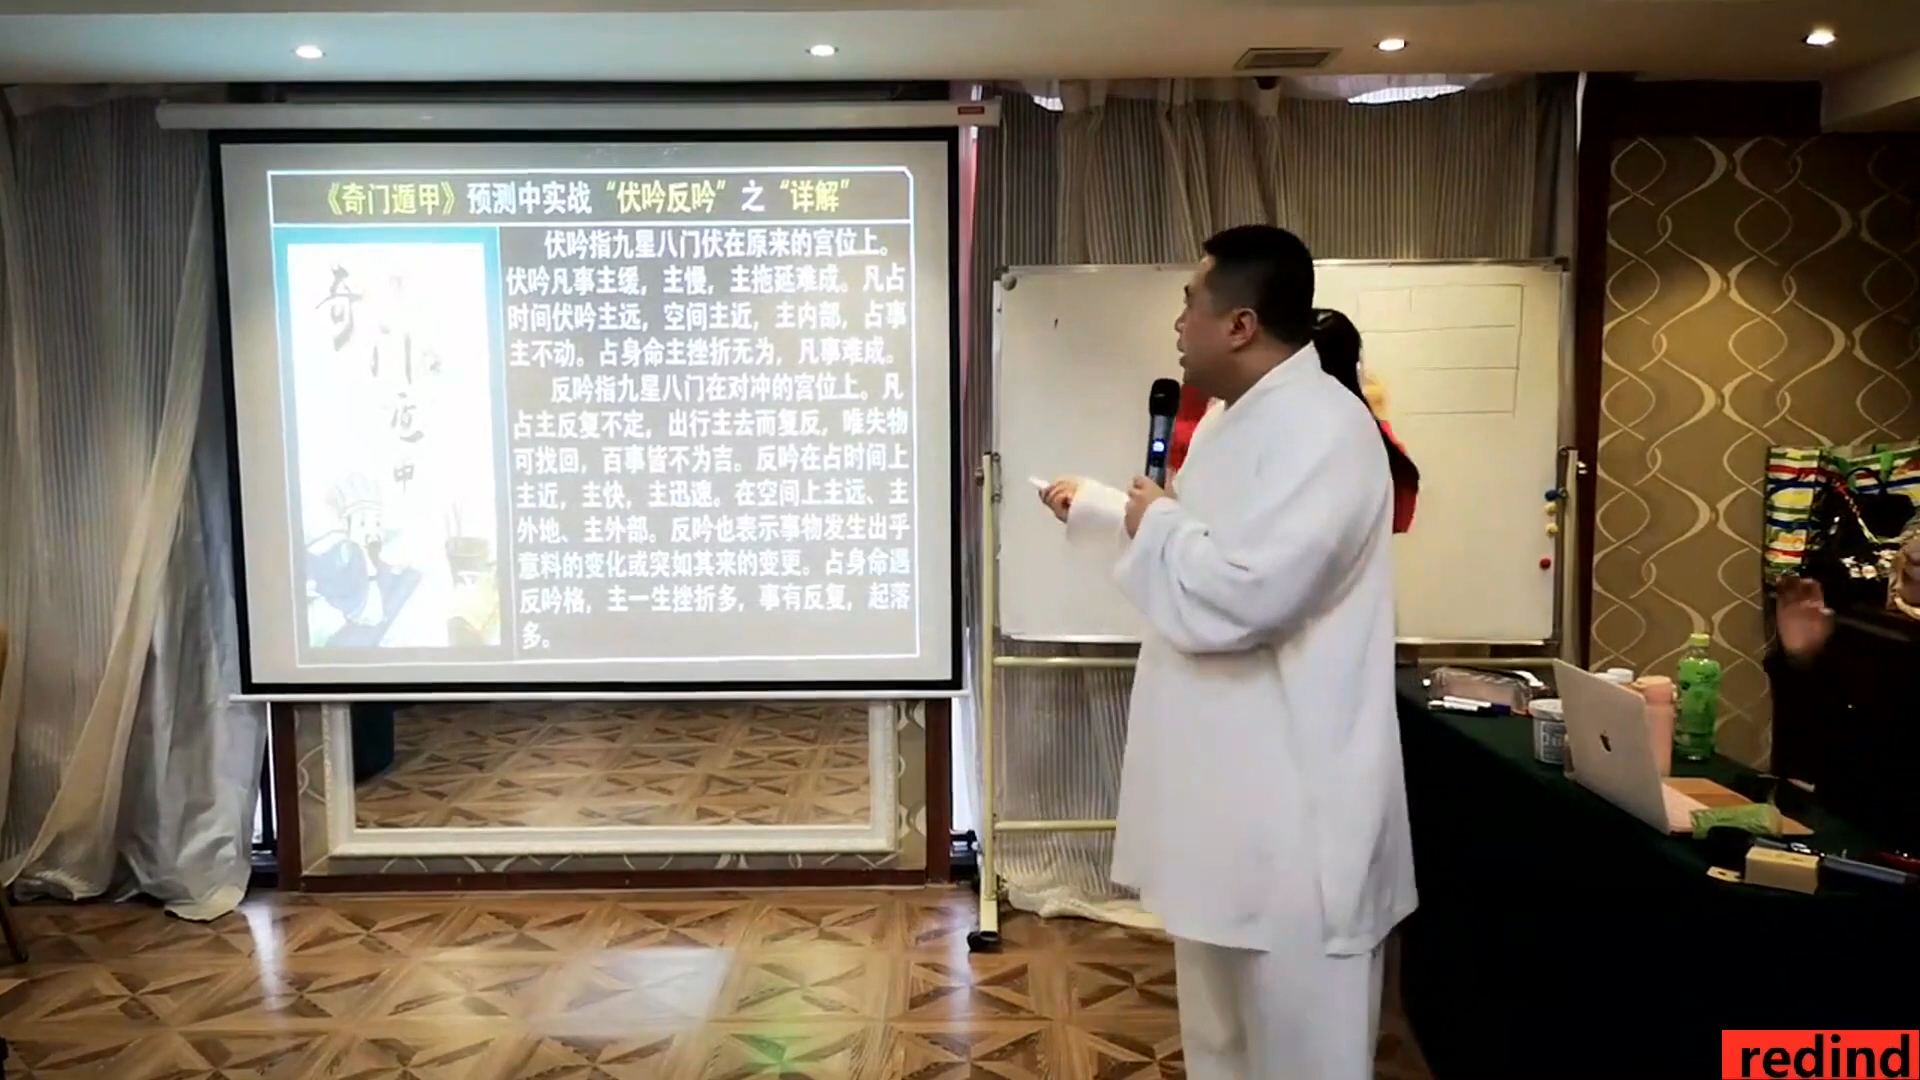 《奇门遁甲》预测中实战“伏吟反吟”之“详解”
奇
门
遁
甲
伏吟指九星八门伏在原来的宫位上。
伏吟凡事主缓，主慢，主拖延难成。凡占
时间伏吟主远，空间主近，主内部，占事
主不动。占身命主挫折无为，凡事难成。
反吟指九星八门在对冲的宫位上。凡
占主反复不定，出行主去而复反，唯失物
可找回，百事皆不为吉。反吟在占时间上
主近，主快，主迅速。在空间上主远、主
外地、主外部。反吟也表示事物发生出乎
意料的变化或突如其来的变更。占身命遇
反吟格，主一生挫折多，事有反复，起落
多。
redind